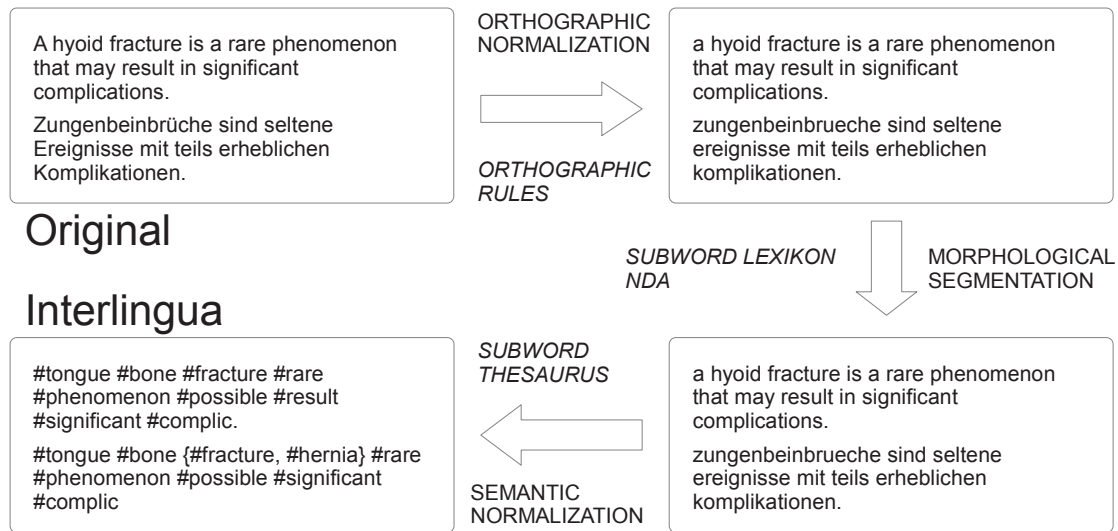 A hyoid fracture is a rare phenomenon
that may result in significant
complications.
Zungenbeinbrüche sind seltene
Ereignisse mit teils erheblichen
Komplikationen.
ORTHOGRAPHIC
NORMALIZATION
ORTHOGRAPHIC
RULES
a hyoid fracture is a rare phenomenon
that may result in significant
complications.
zungenbeinbrueche sind seltene
ereignisse mit teils erheblichen
komplikationen.
Original
SUBWORD LEXIKON
NDA
MORPHOLOGICAL
SEGMENTATION
Interlingua
#tongue #bone #fracture #rare
#phenomenon #possible #result
#significant #complic.
#tongue #bone {#fracture, #hernia} #rare
#phenomenon #possible #significant
#complic
SUBWORD
THESAURUS
SEMANTIC
NORMALIZATION
a hyoid fracture is a rare phenomenon
that may result in significant
complications.
zungenbeinbrueche sind seltene
ereignisse mit teils erheblichen
komplikationen.